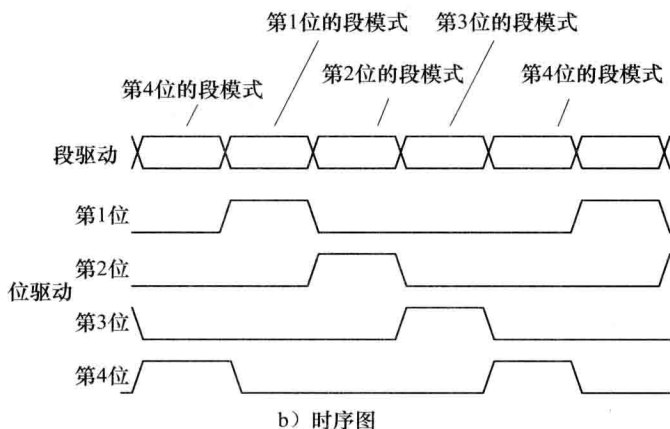 第1位的段模式
第3位的段模式
第4位的段模式
第2位的段模式
第4位的段模式
段驱动
第1位
第2位
位驱动
第3位
第4位
b）时序图